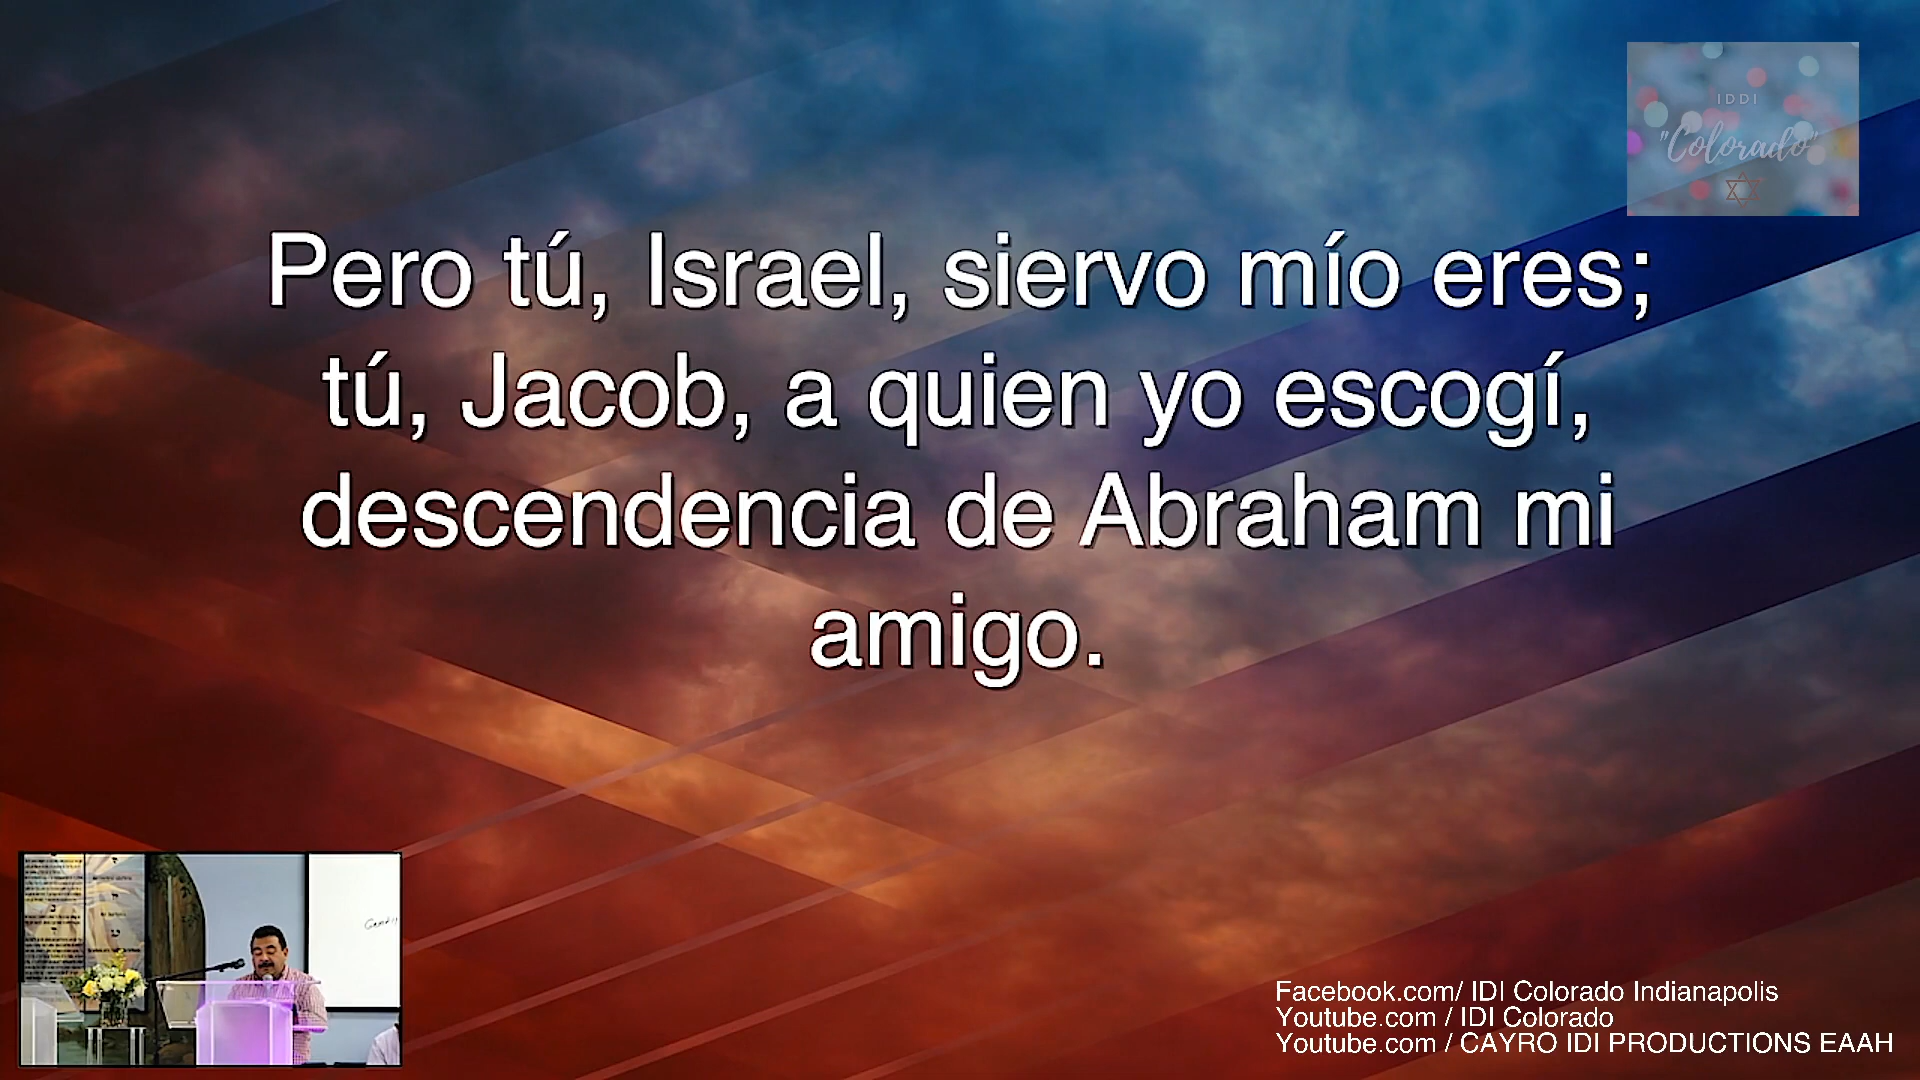 IDDI
"Colorado"
Pero tú, Israel, siervo mío eres;
tú, Jacob, a quien yo escogí,
descendencia de Abraham mi
amigo.
Facebook.com/ IDI Colorado Indianapolis
Youtube.com / IDI Colorado
Youtube.com / CAYRO IDI PRODUCTIONS EAAH